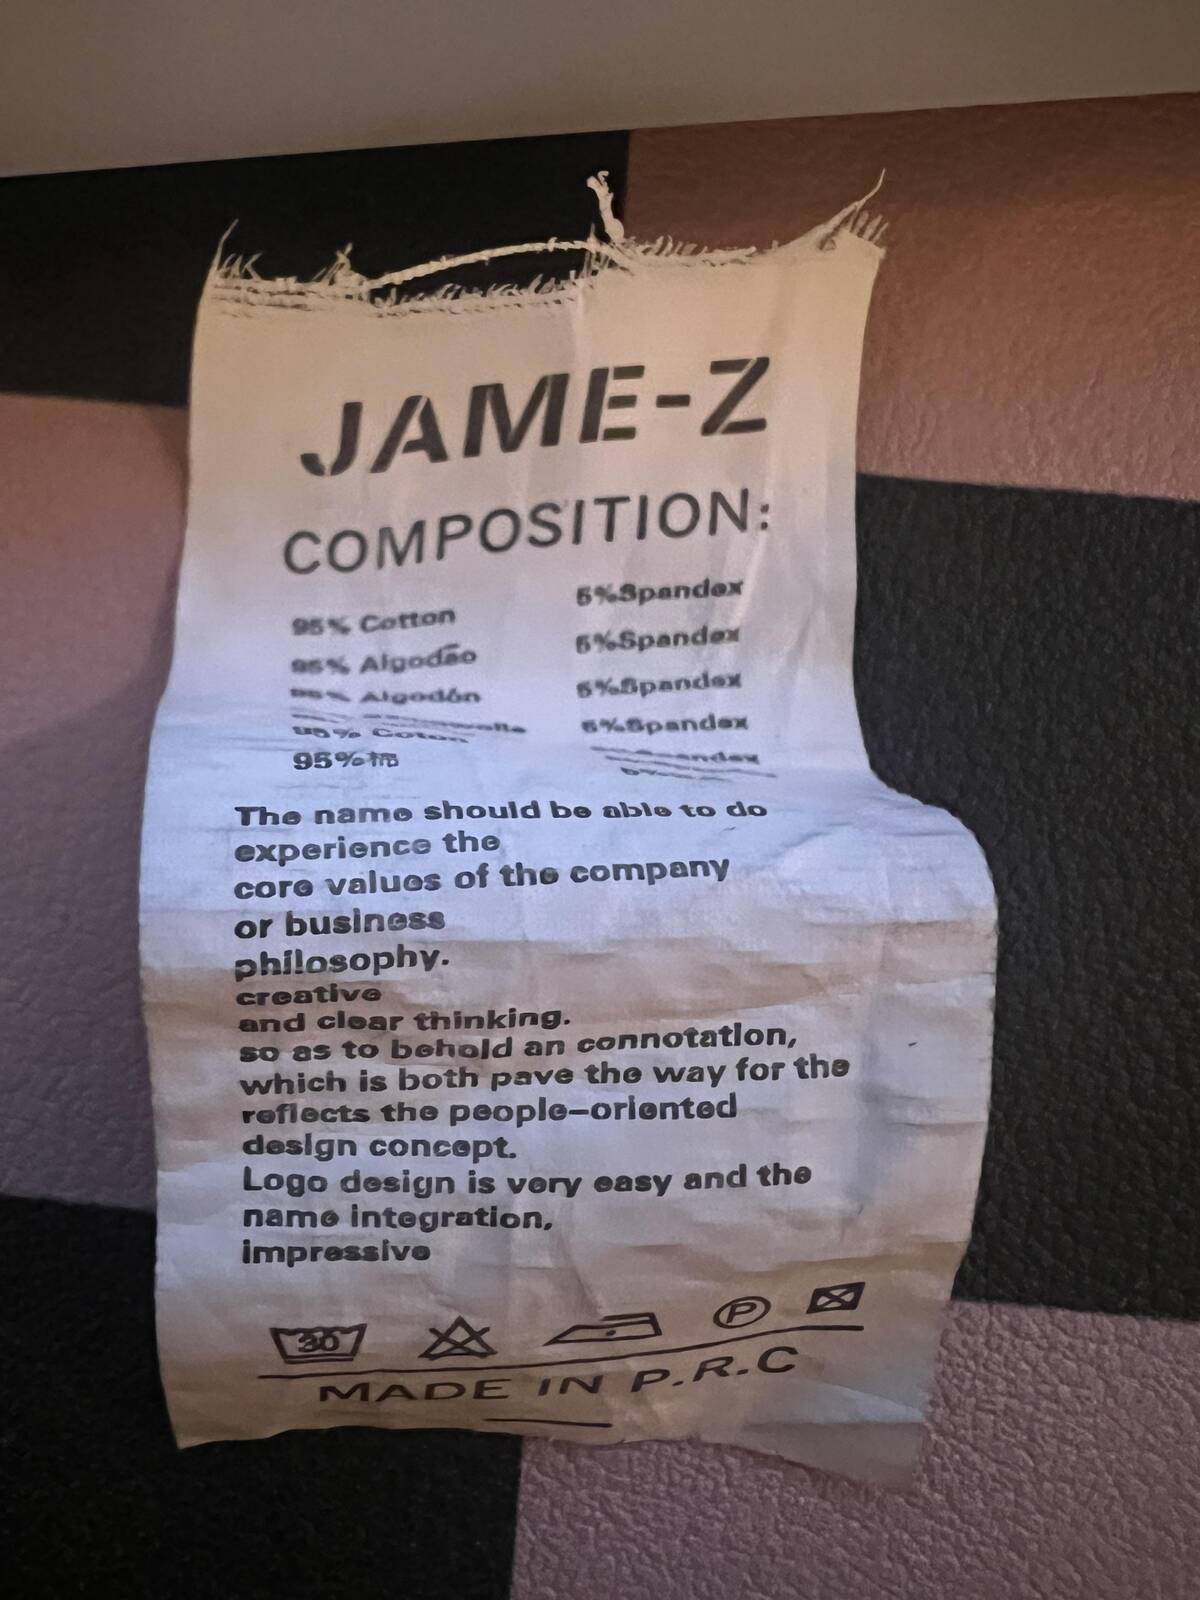 JAME-Z
COMPOSITION:
95% Cotton 5%Spandex
95% Algodão 5%Spandex
95% Algodón 5%Spandex
95% Coton 5%Spandex
95%棉
The name should be able to do
experience the
core values of the company
or business
philosophy.
creative
and clear thinking.
so as to behold an connotation,
which is both pave the way for the
reflects the people-oriented
design concept.
Logo design is very easy and the
name integration,
impressive
30
P
MADE IN P.R.C